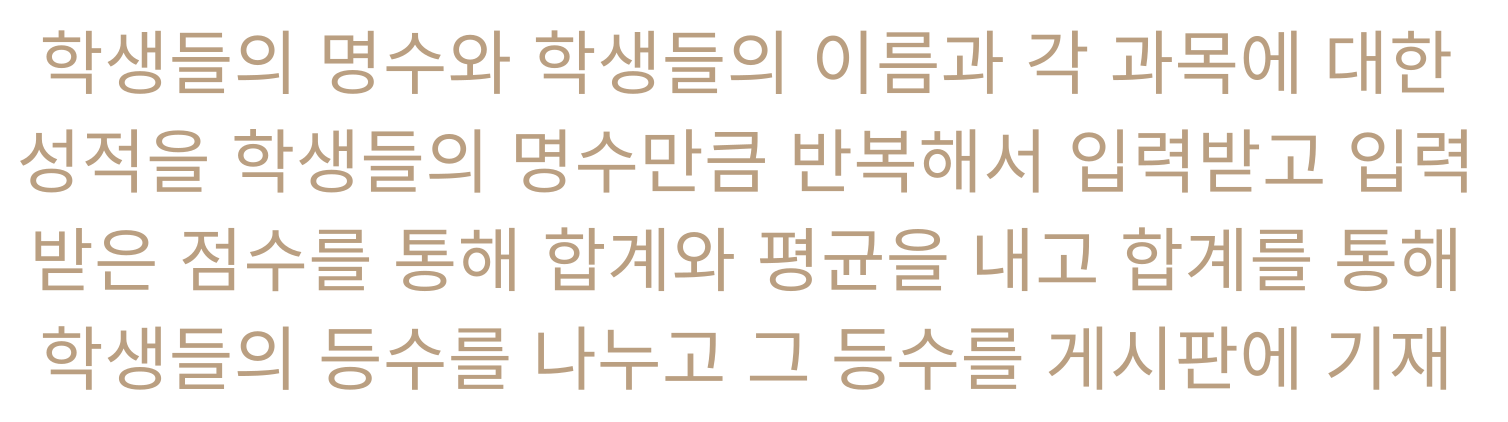 학생들의 명수와 학생들의 이름과 각 과목에 대한
성적을 학생들의 명수만큼 반복해서 입력받고 입력
받은 점수를 통해 합계와 평균을 내고 합계를 통해
학생들의 등수를 나누고 그 등수를 게시판에 기재